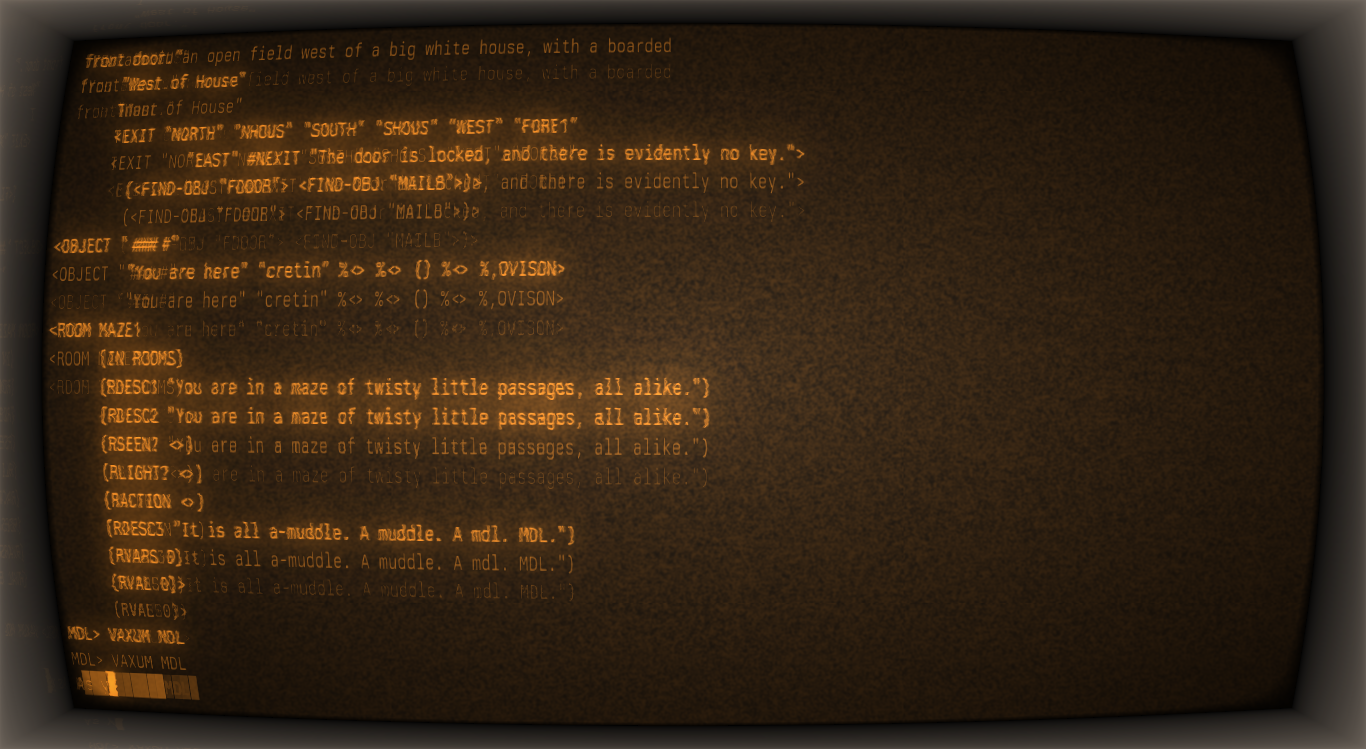 front door."an open field west of a big white house, with a boarded
"West of House"
<EXIT "NORTH" "NHOUS" "SOUTH" "SHOUS" "WEST" "FORE1"
"EAST" #NEXIT "The door is locked, and there is evidently no key.">
(<FIND-OBJ "FDOOR"> <FIND-OBJ "MAILB">)>
<OBJECT "#### #"
"You are here" "cretin" %<> %<> () %<> %,OVISON>
<ROOM MAZE1
(IN ROOMS)
(RDESC1 "You are in a maze of twisty little passages, all alike.")
(RDESC2 "You are in a maze of twisty little passages, all alike.")
(RSEEN? <>)
(RLIGHT? <>)
(RACTION <>)
(RDESC3 "It is all a-muddle. A muddle. A mdl. MDL.")
(RVARS 0)
(RVAL 0)>
MDL> VAXUM MDL